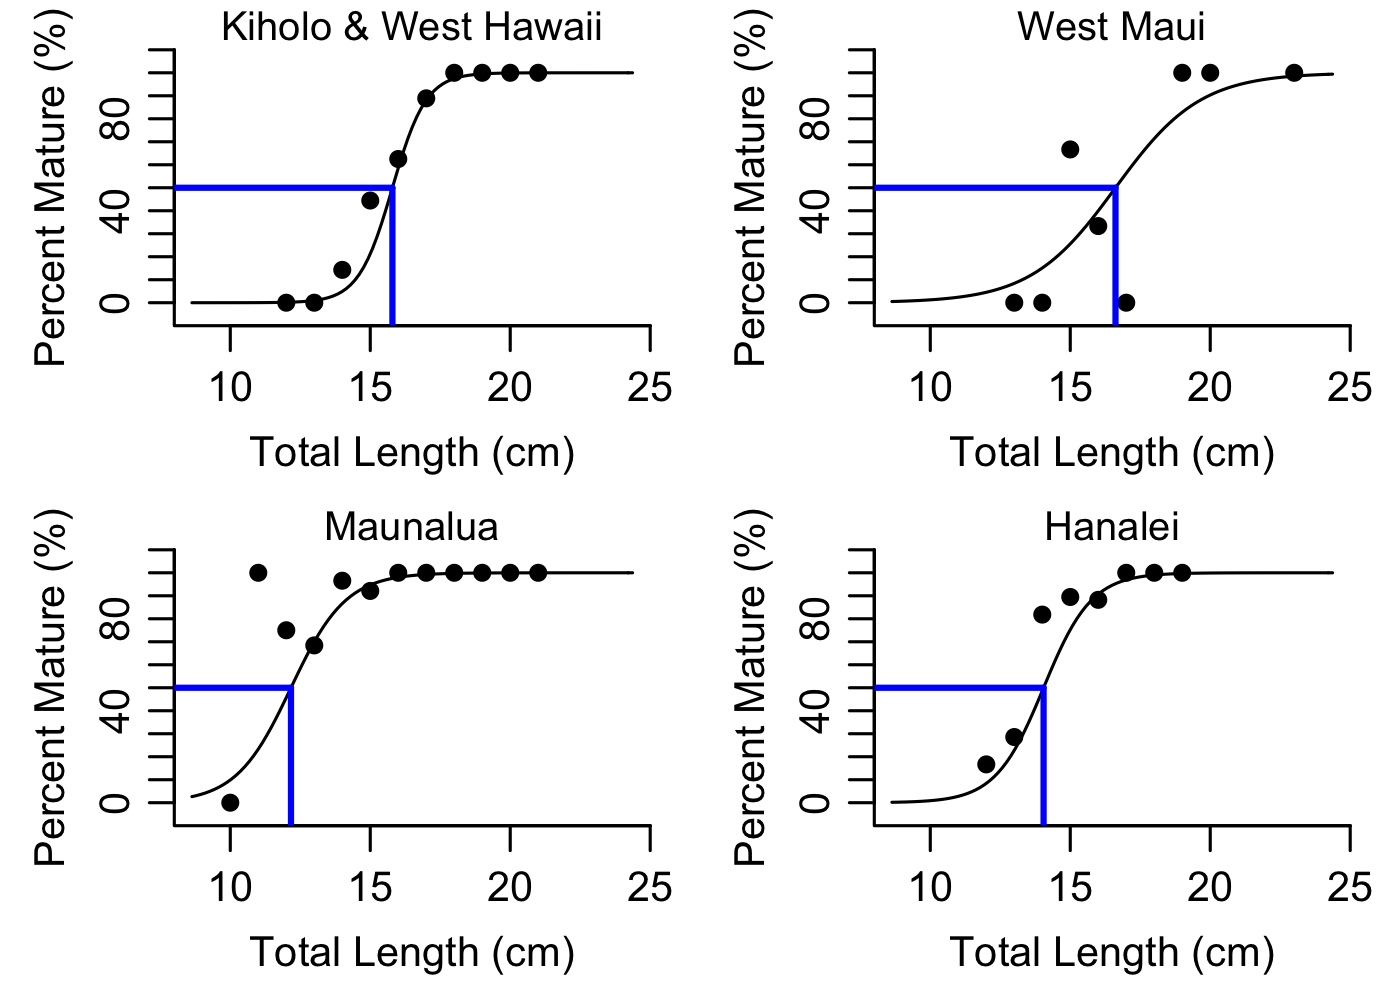 Kiholo & West Hawaii
Percent Mature (%)
80
40
0
10 15 20 25
Total Length (cm)
West Maui
Percent Mature (%)
80
40
0
10 15 20 25
Total Length (cm)
Maunalua
Percent Mature (%)
80
40
0
10 15 20 25
Total Length (cm)
Hanalei
Percent Mature (%)
80
40
0
10 15 20 25
Total Length (cm)